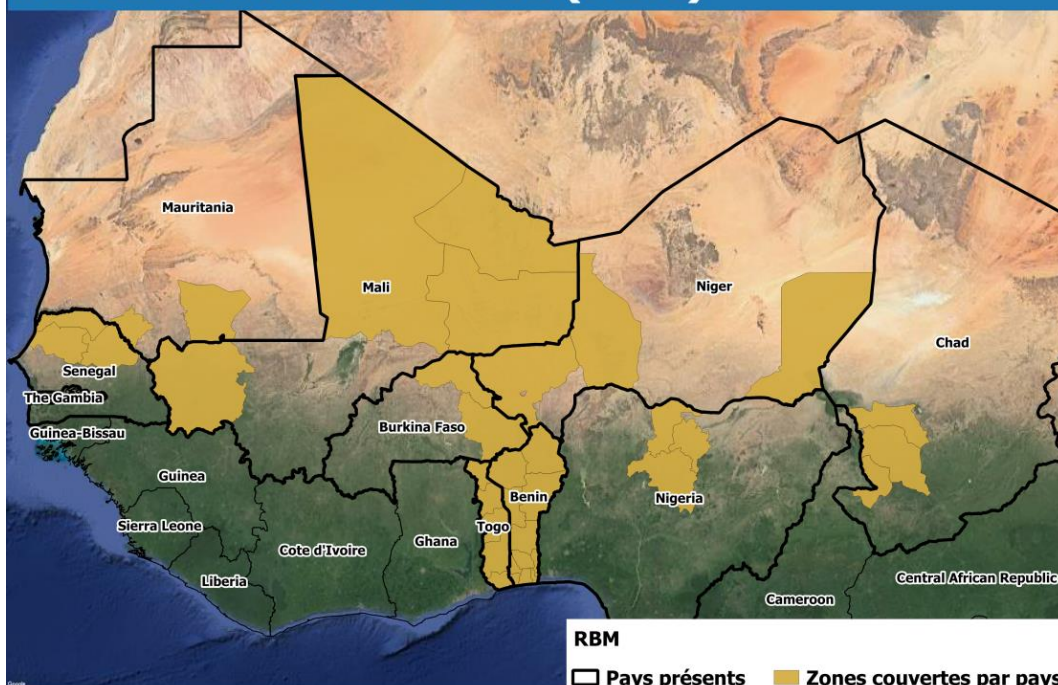 Mauritania
Mali
Niger
Chad
Senegal
The Gambia
Guinea-Bissau
Burkina Faso
Guinea
Benin
Nigeria
Togo
Sierra Leone
Cote d'Ivoire
Ghana
Liberia
Central African Republic
Cameroon
RBM
Pays présents
Zones couvertes par pays